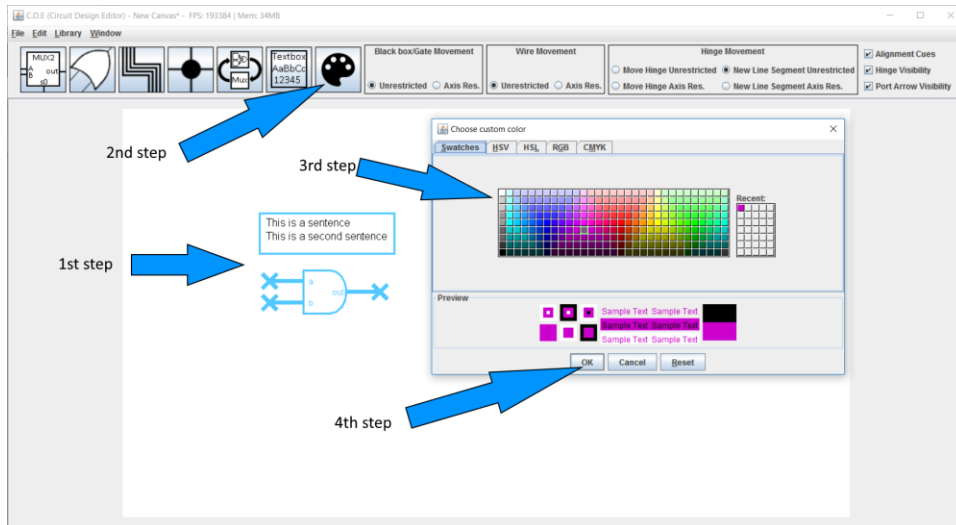 C.D.E (Circuit Design Editor) - New Canvas* - FPS: 193384 | Mem: 34MB
File Edit Library Window
MUX2
A
B
out
s0
Mux
Textbox
AaBbCc
12345
Black box/Gate Movement
Unrestricted Axis Res.
Wire Movement
Unrestricted Axis Res.
Hinge Movement
Move Hinge Unrestricted New Line Segment Unrestricted
Move Hinge Axis Res. New Line Segment Axis Res.
Alignment Cues
Hinge Visibility
Port Arrow Visibility
2nd step
Choose custom color
Swatches HSV HSL RGB CMYK
3rd step
Recent:
This is a sentence
This is a second sentence
1st step
a
out
b
Preview
Sample Text Sample Text
Sample Text Sample Text
Sample Text Sample Text
OK Cancel Reset
4th step